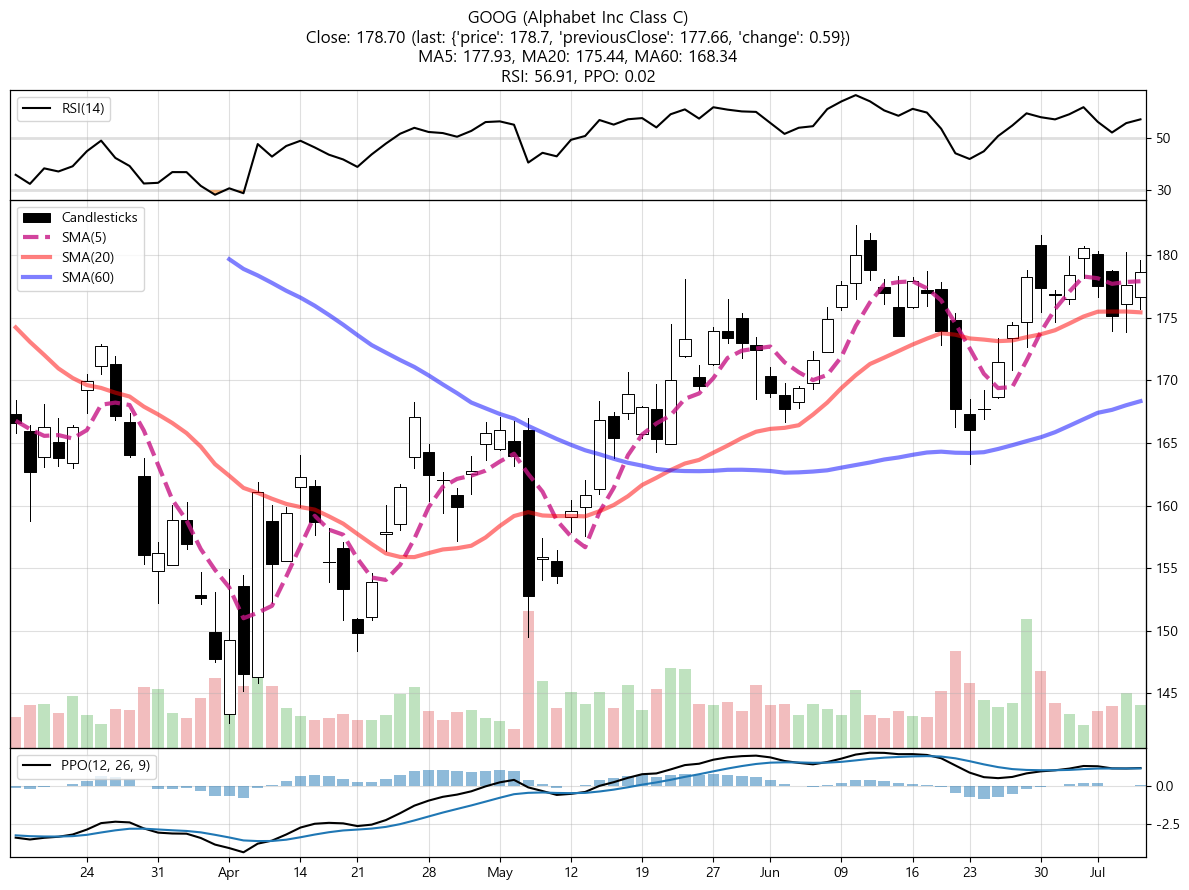 GOOG (Alphabet Inc Class C)
Close: 178.70 (last: {'price': 178.7, 'previousClose': 177.66, 'change': 0.59})
MA5: 177.93, MA20: 175.44, MA60: 168.34
RSI: 56.91, PPO: 0.02
RSI(14)
50
30
Candlesticks
SMA(5)
SMA(20)
SMA(60)
180
175
170
165
160
155
150
145
PPO(12, 26, 9)
0.0
-2.5
24 31 Apr 14 21 28 May 12 19 27 Jun 09 16 23 30 Jul